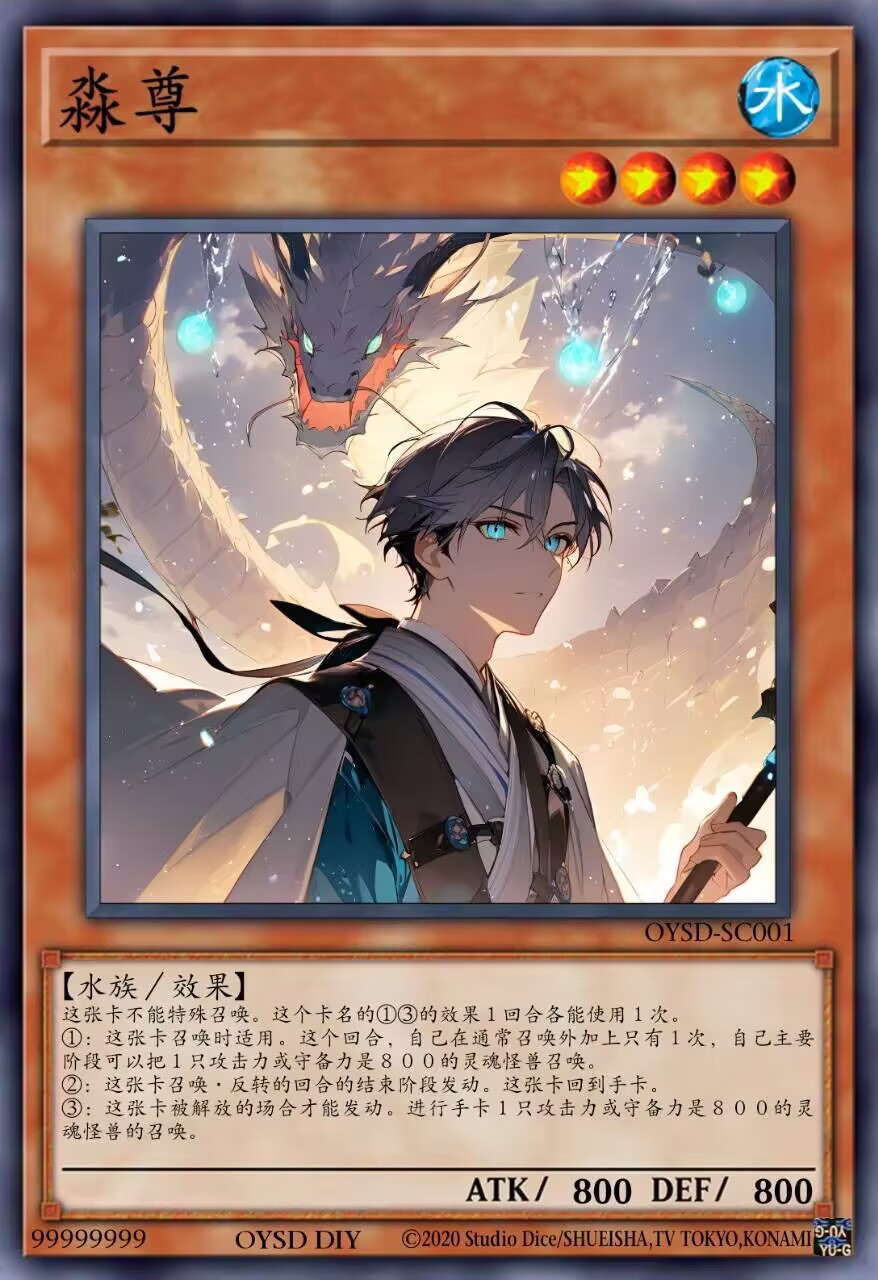 淼尊
水
OYSD-SC001
【水族／效果】
这张卡不能特殊召唤。这个卡名的①③的效果１回合各能使用１次。
①：这张卡召唤时适用。这个回合，自己在通常召唤外加上只有１次，自己主要
阶段可以把１只攻击力或守备力是８００的灵魂怪兽召唤。
②：这张卡召唤·反转的回合的结束阶段发动。这张卡回到手卡。
③：这张卡被解放的场合才能发动。进行手卡１只攻击力或守备力是８００的灵
魂怪兽的召唤。
ATK/ 800 DEF/ 800
99999999 OYSD DIY ©2020 Studio Dice/SHUEISHA,TV TOKYO,KONAMI
YU-G
YU-G